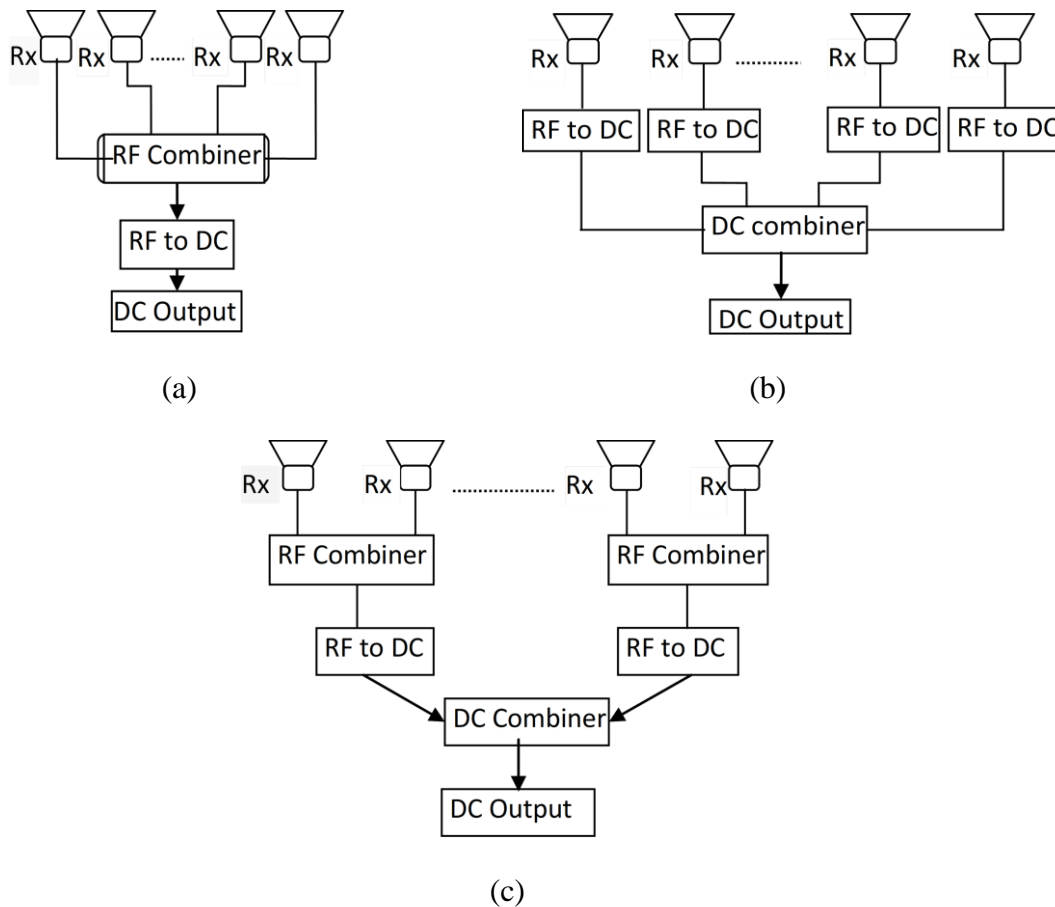 Rx Rx ....... Rx Rx
RF Combiner
RF to DC
DC Output
(a)
Rx Rx ............ Rx Rx
RF to DC RF to DC RF to DC RF to DC
DC combiner
DC Output
(b)
Rx Rx ................... Rx Rx
RF Combiner RF Combiner
RF to DC RF to DC
DC Combiner
DC Output
(c)